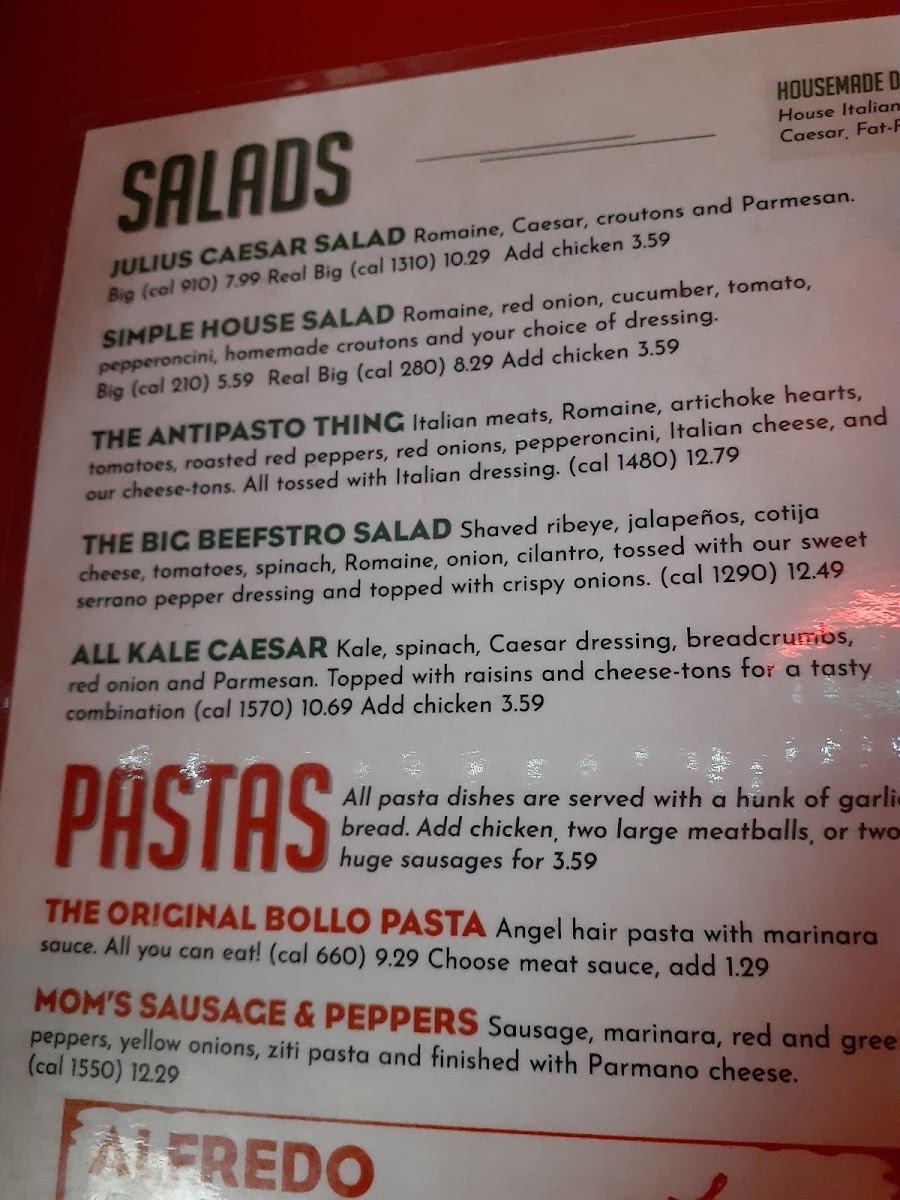 HOUSEMADE
House Italian
Caesar, Fat-
SALADS
JULIUS CAESAR SALAD Romaine, Caesar, croutons and Parmesan.
Big (cal 910) 7.99 Real Big (cal 1310) 10.29 Add chicken 3.59
SIMPLE HOUSE SALAD Romaine, red onion, cucumber, tomato,
pepperoncini, homemade croutons and your choice of dressing.
Big (cal 210) 5.59 Real Big (cal 280) 8.29 Add chicken 3.59
THE ANTIPASTO THING Italian meats, Romaine, artichoke hearts,
tomatoes, roasted red peppers, red onions, pepperoncini, Italian cheese, and
our cheese-tons. All tossed with Italian dressing. (cal 1480) 12.79
THE BIG BEEFSTRO SALAD Shaved ribeye, jalapeños, cotija
cheese, tomatoes, spinach, Romaine, onion, cilantro, tossed with our sweet
serrano pepper dressing and topped with crispy onions. (cal 1290) 12.49
ALL KALE CAESAR Kale, spinach, Caesar dressing, breadcrumbs,
red onion and Parmesan. Topped with raisins and cheese-tons for a tasty
combination (cal 1570) 10.69 Add chicken 3.59
PASTAS
All pasta dishes are served with a hunk of garli
bread. Add chicken, two large meatballs, or two
huge sausages for 3.59
THE ORIGINAL BOLLO PASTA Angel hair pasta with marinara
sauce. All you can eat! (cal 660) 9.29 Choose meat sauce, add 1.29
MOM'S SAUSAGE & PEPPERS Sausage, marinara, red and gree
peppers, yellow onions, ziti pasta and finished with Parmano cheese.
(cal 1550) 12.29
ALFREDO